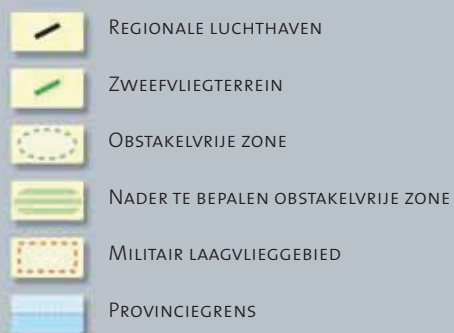 Regionale luchthaven
Zweefvliegterrein
Obstakelvrije zone
Nader te bepalen obstakelvrije zone
Militair laagvlieggebied
Provinciegrens